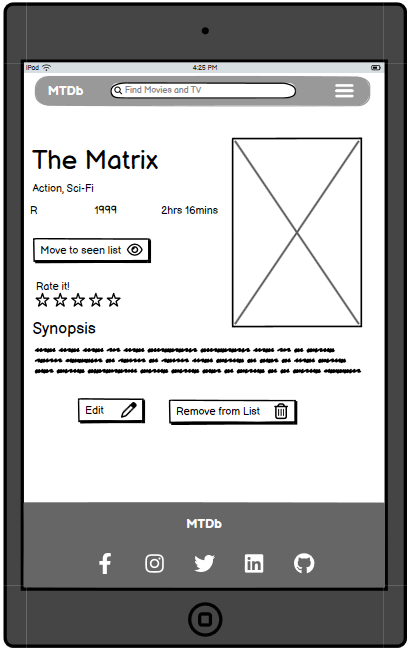 iPad
4:25 PM
MTDb
Find Movies and TV
The Matrix
Action, Sci-Fi
R 1999 2hrs 16mins
Move to seen list
Rate it!
Synopsis
Edit
Remove from List
MTDb